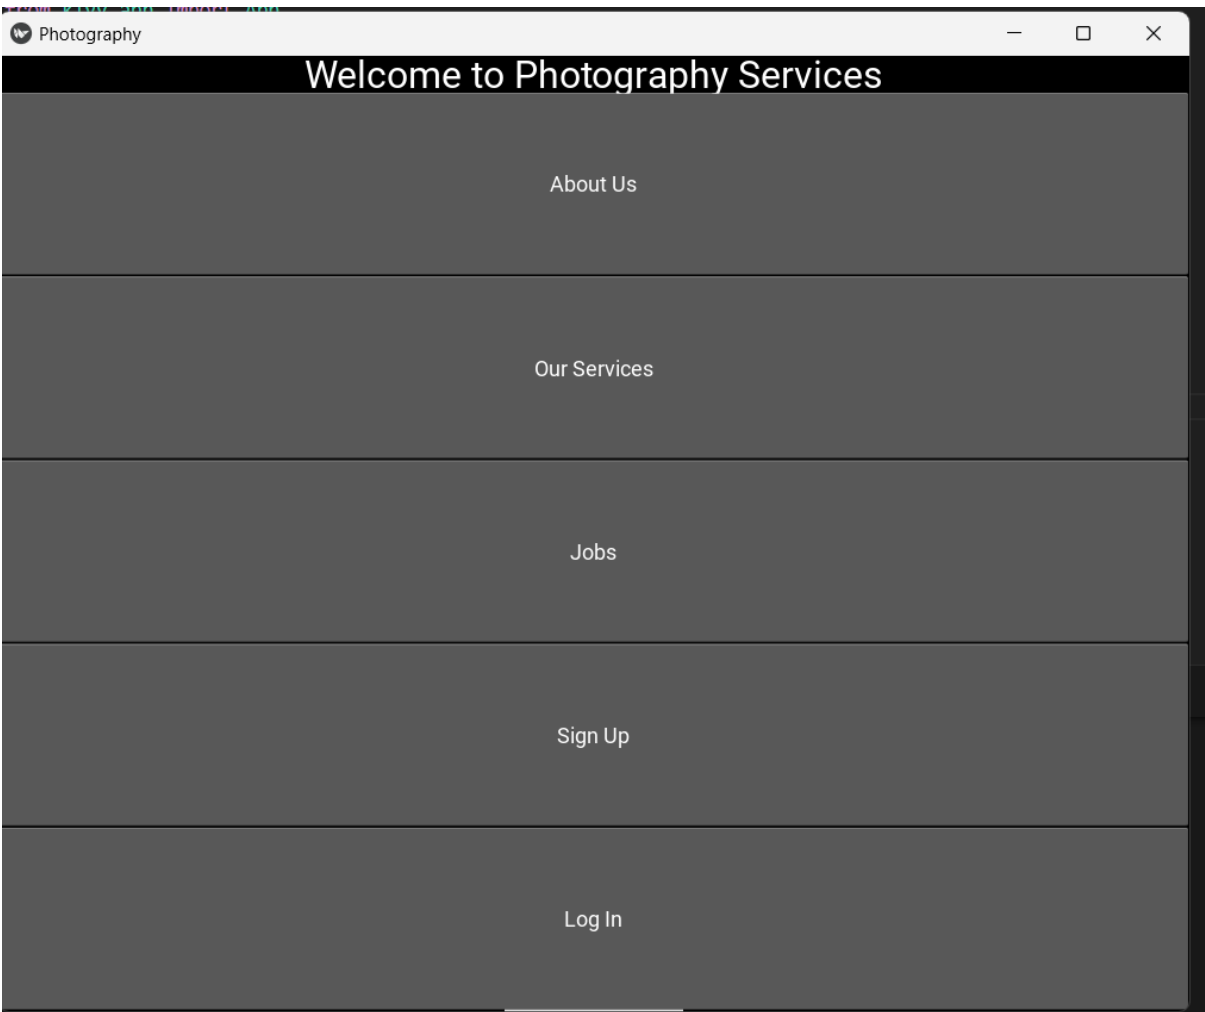 Photography
Welcome to Photography Services
About Us
Our Services
Jobs
Sign Up
Log In